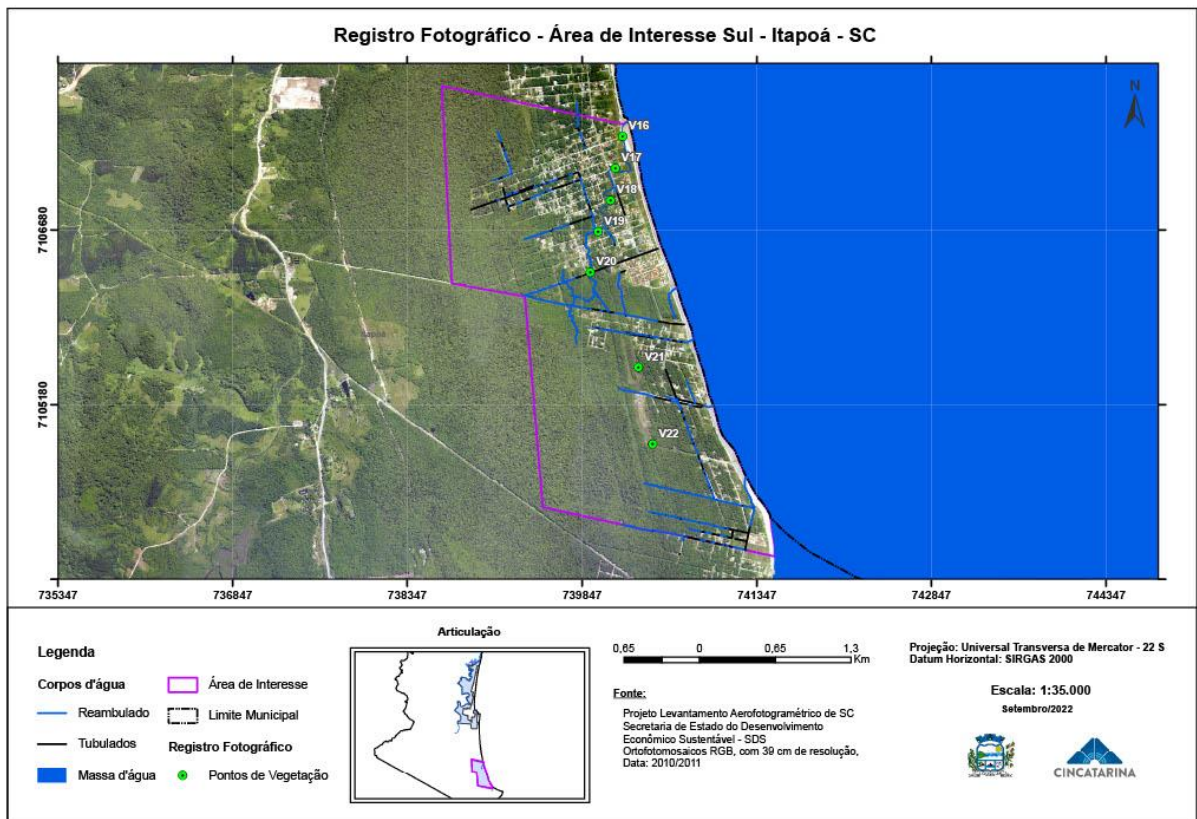 Registro Fotográfico - Área de Interesse Sul - Itapoá - SC
N
V16
V17
V18
V19
V20
V21
V22
7106680
7105180
735347
736847
738347
739847
741347
742847
744347
Legenda
Corpos d'água
Reambulado
Tubulados
Massa d'água
Área de Interesse
Limite Municipal
Registro Fotográfico
Pontos de Vegetação
Articulação
0,65 0 0,65 1,3
Km
Fonte:
Projeto Levantamento Aerofotogramétrico de SC
Secretaria de Estado do Desenvolvimento
Econômico Sustentável - SDS
Ortofotomosaicos RGB, com 39 cm de resolução,
Data: 2010/2011
Projeção: Universal Transversa de Mercator - 22 S
Datum Horizontal: SIRGAS 2000
Escala: 1:35.000
Setembro/2022
CINCATARINA